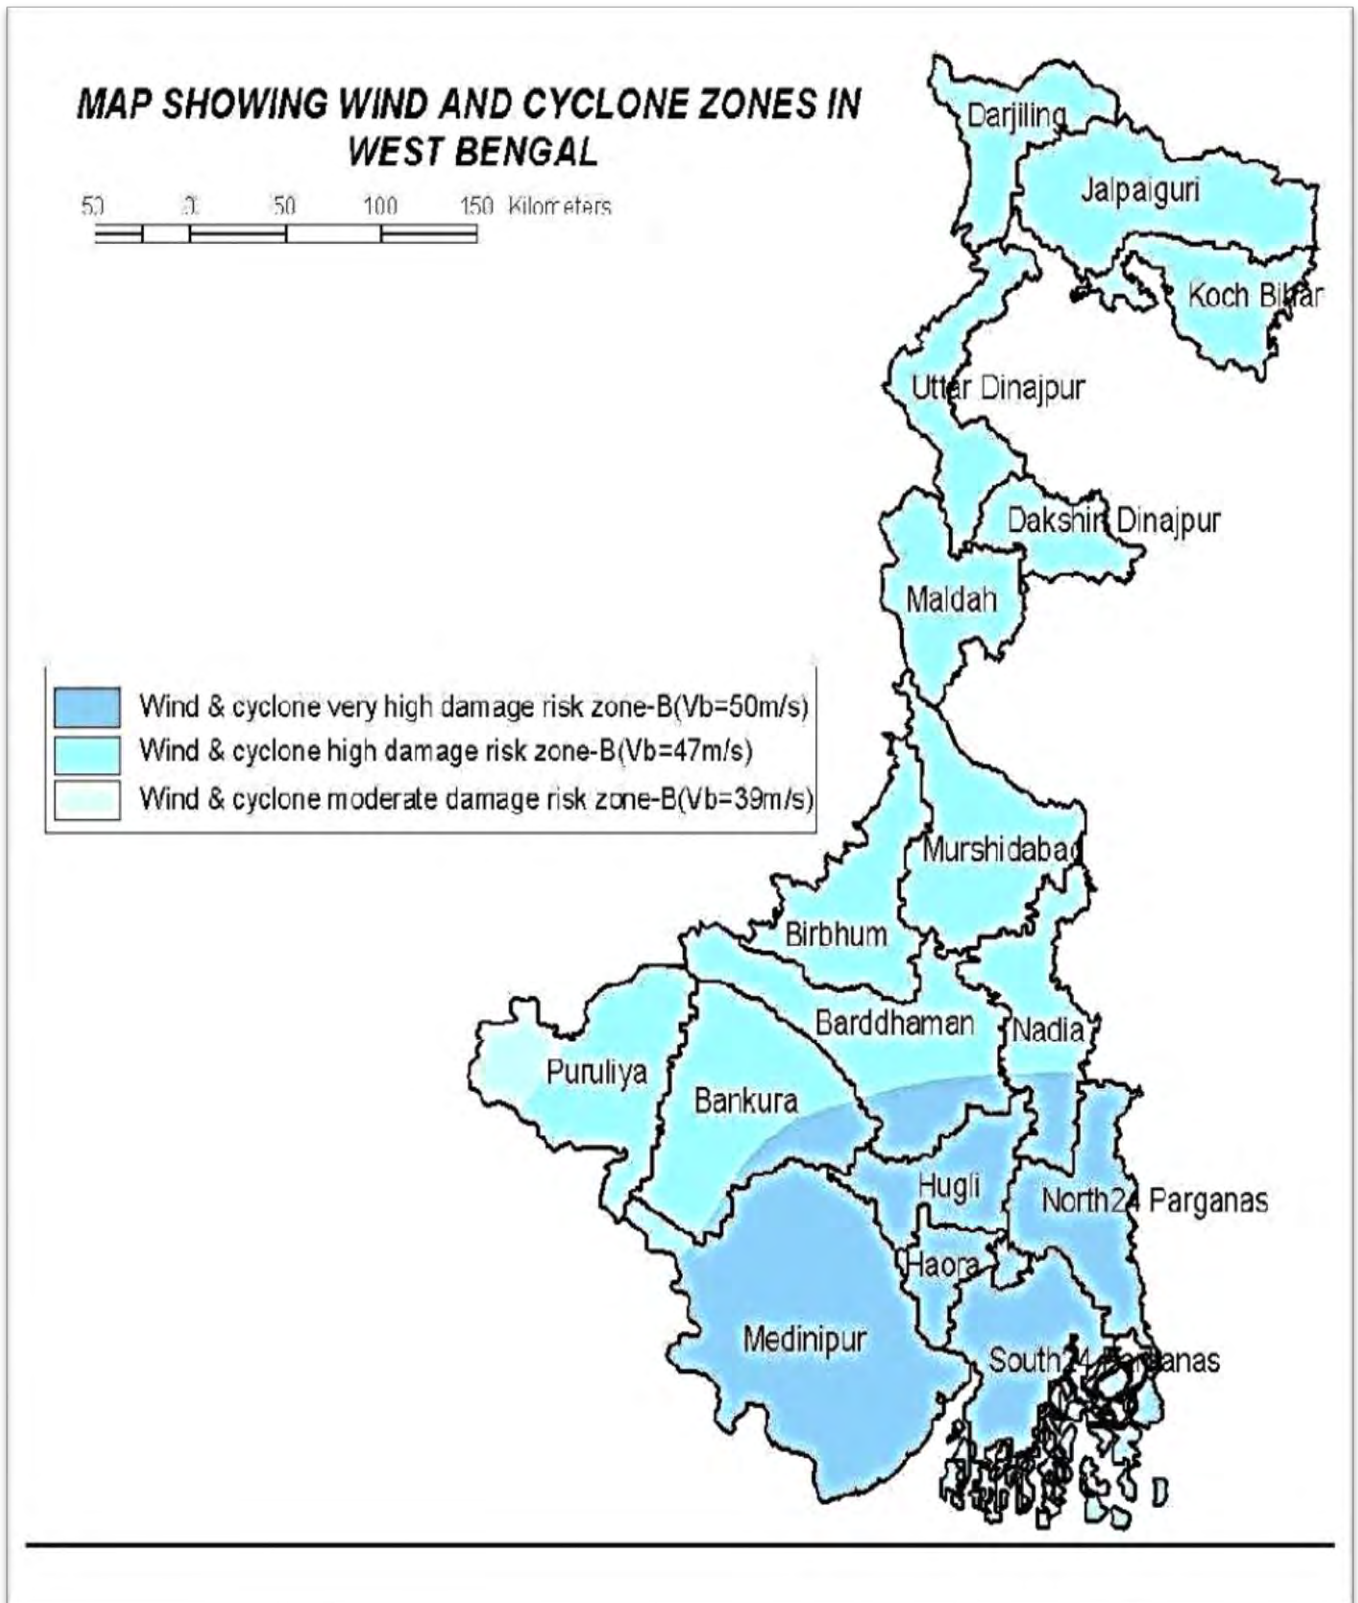 MAP SHOWING WIND AND CYCLONE ZONES IN
WEST BENGAL
50 0 50 100 150 Kilometers
Darjiling
Jalpaiguri
Koch Bihar
Uttar Dinajpur
Dakshin Dinajpur
Maldah
Wind & cyclone very high damage risk zone-B(Vb=50m/s)
Wind & cyclone high damage risk zone-B(Vb=47m/s)
Wind & cyclone moderate damage risk zone-B(Vb=39m/s)
Murshidabad
Birbhum
Barddhaman
Nadia
Puruliya
Bankura
Hugli
North24 Parganas
Haora
Medinipur
South24 Parganas